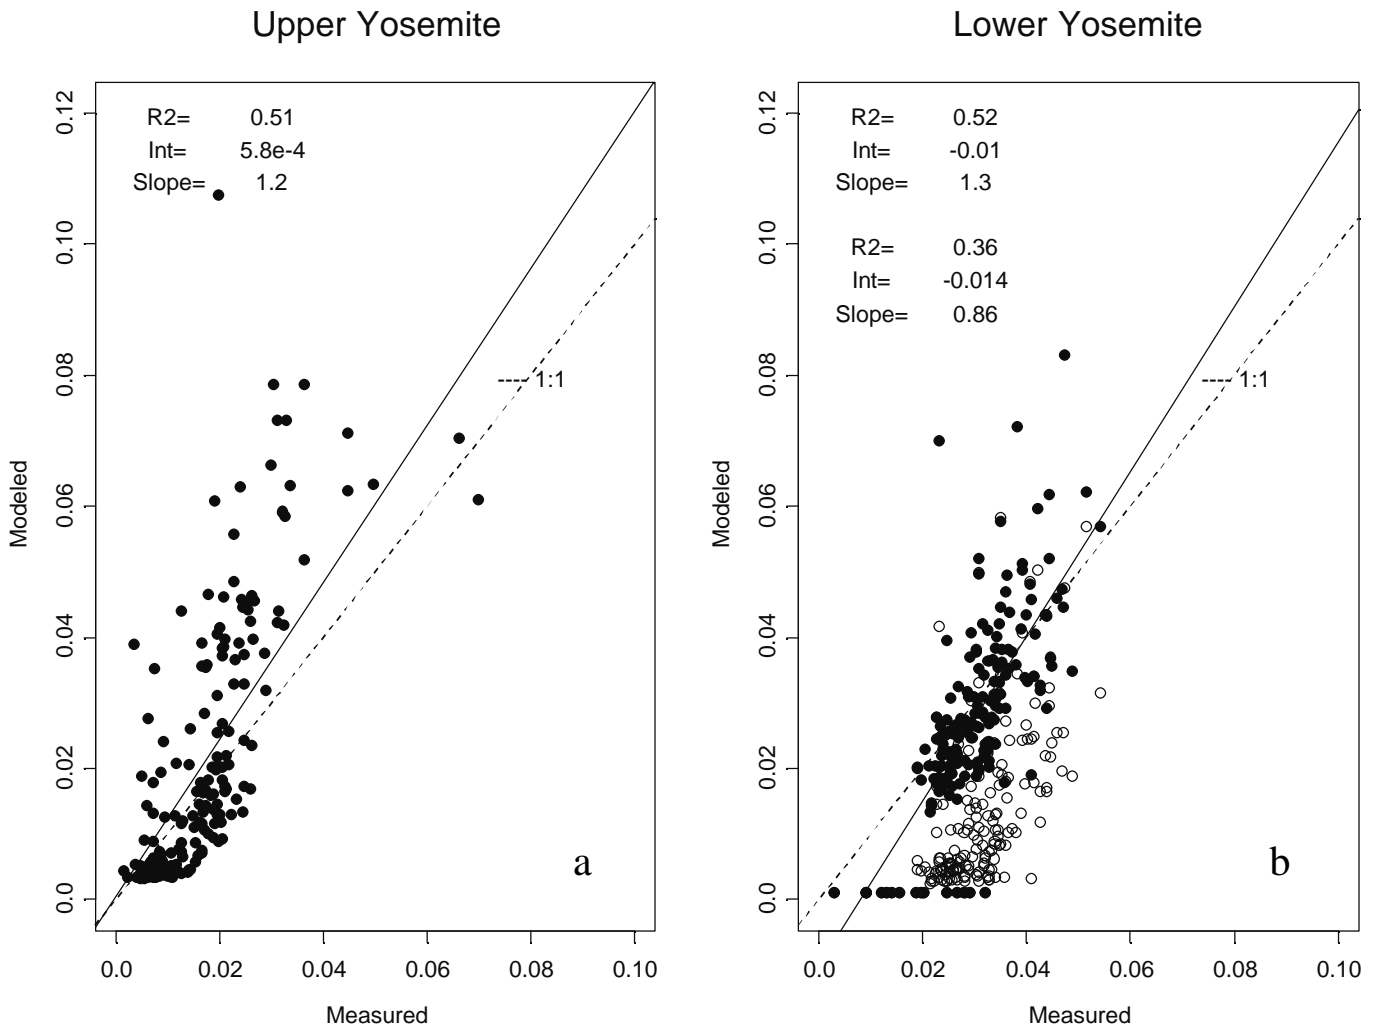 Upper Yosemite
R2= 0.51
Int= 5.8e-4
Slope= 1.2
0.12
0.10
0.08
0.06
0.04
0.02
0.0
Modeled
1:1
a
0.0 0.02 0.04 0.06 0.08 0.10
Measured
Lower Yosemite
R2= 0.52
Int= -0.01
Slope= 1.3
R2= 0.36
Int= -0.014
Slope= 0.86
0.12
0.10
0.08
0.06
0.04
0.02
0.0
Modeled
1:1
b
0.0 0.02 0.04 0.06 0.08 0.10
Measured